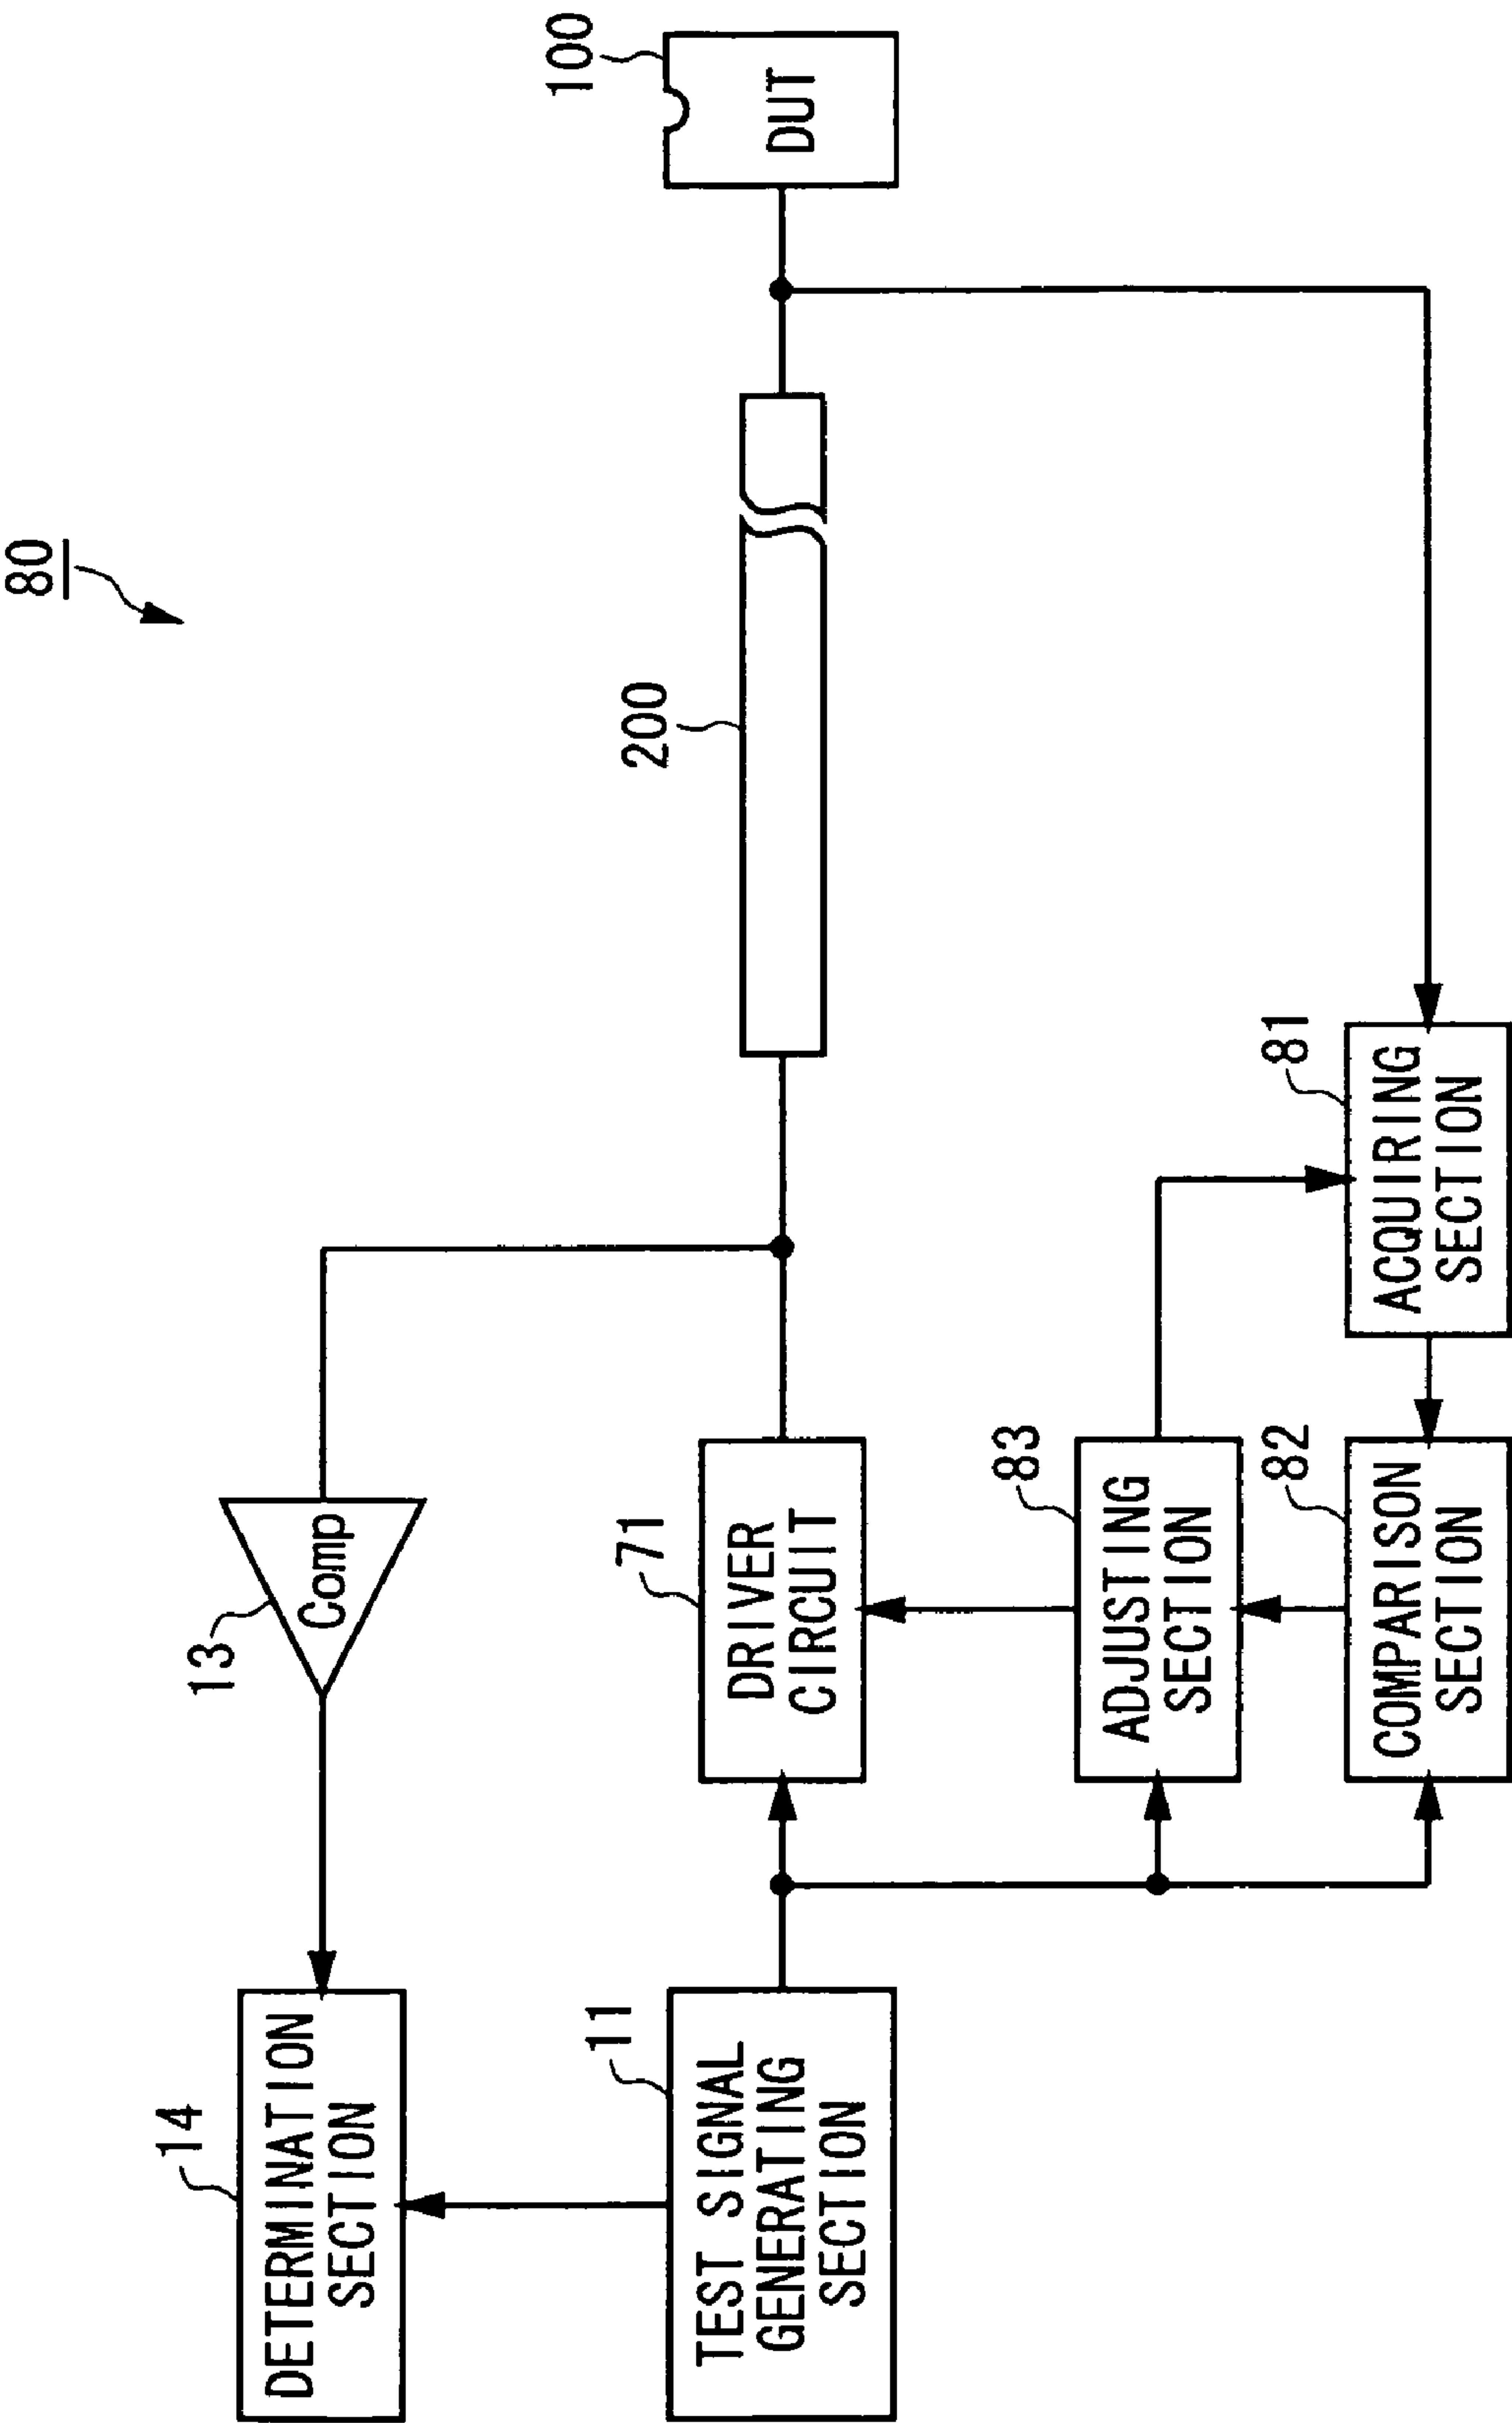 80
14
DETERMINATION
SECTION
13
Comp
11
TEST SIGNAL
GENERATING
SECTION
71
DRIVER
CIRCUIT
200
100
DUT
83
ADJUSTING
SECTION
82
COMPARISON
SECTION
81
ACQUIRING
SECTION